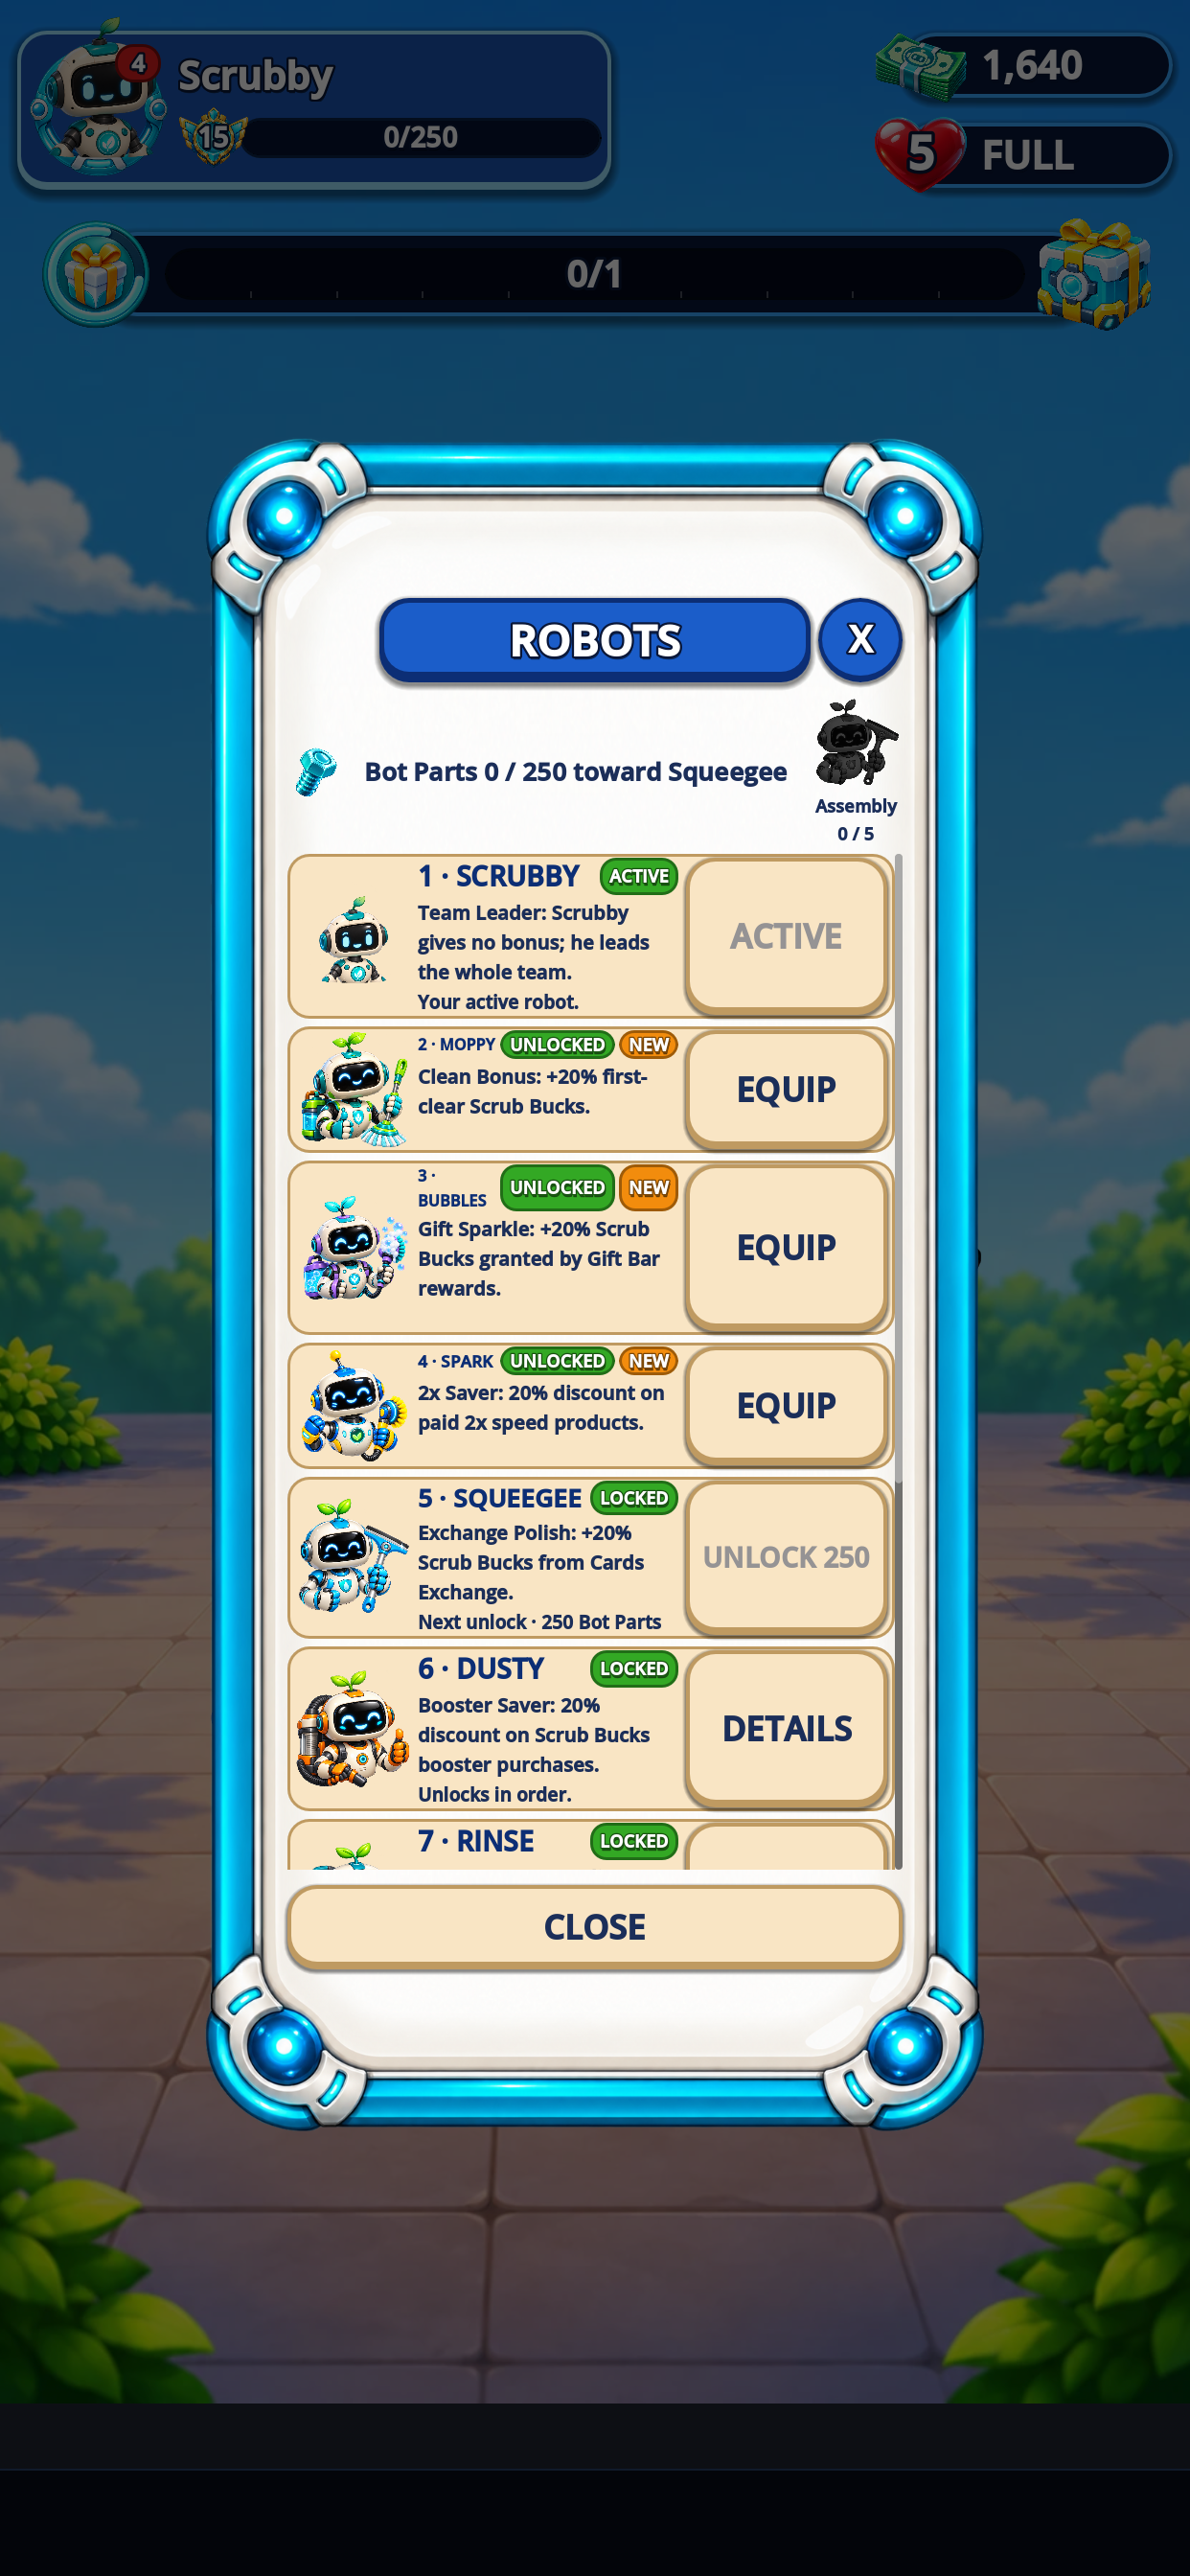 4
Scrubby
15
0/250
1,640
5
FULL
0/1
ROBOTS
X
Bot Parts 0 / 250 toward Squeegee
Assembly
0 / 5
1 · SCRUBBY
ACTIVE
Team Leader: Scrubby
gives no bonus; he leads
the whole team.
Your active robot.
ACTIVE
2 · MOPPY
UNLOCKED
NEW
Clean Bonus: +20% first-
clear Scrub Bucks.
EQUIP
3 ·
BUBBLES
UNLOCKED
NEW
Gift Sparkle: +20% Scrub
Bucks granted by Gift Bar
rewards.
EQUIP
4 · SPARK
UNLOCKED
NEW
2x Saver: 20% discount on
paid 2x speed products.
EQUIP
5 · SQUEEGEE
LOCKED
Exchange Polish: +20%
Scrub Bucks from Cards
Exchange.
Next unlock · 250 Bot Parts
UNLOCK 250
6 · DUSTY
LOCKED
Booster Saver: 20%
discount on Scrub Bucks
booster purchases.
Unlocks in order.
DETAILS
7 · RINSE
LOCKED
CLOSE